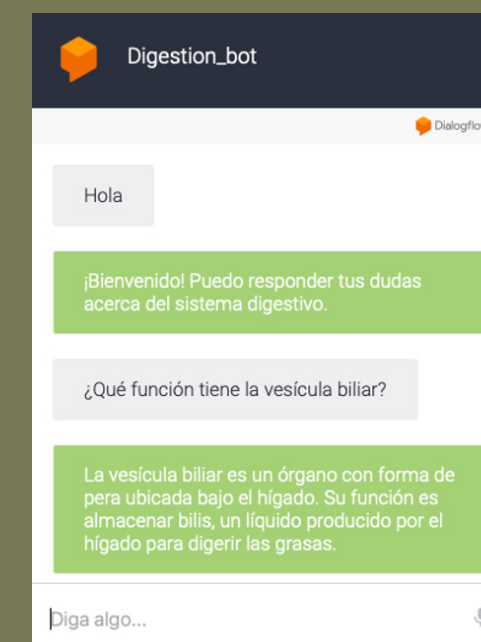 Digestion_bot
Dialogflo
Hola
¡Bienvenido! Puedo responder tus dudas
acerca del sistema digestivo.
¿Qué función tiene la vesícula biliar?
La vesícula biliar es un órgano con forma de
pera ubicada bajo el hígado. Su función es
almacenar bilis, un líquido producido por el
hígado para digerir las grasas.
Diga algo...